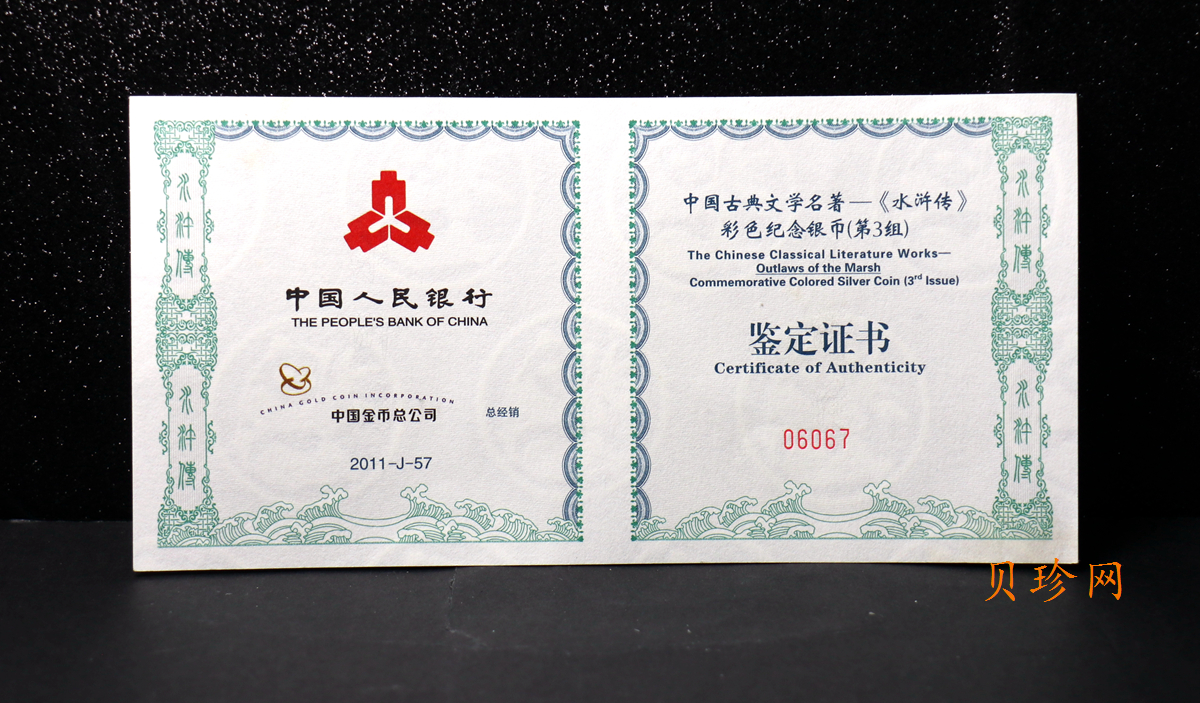 中国人民银行
THE PEOPLE'S BANK OF CHINA
CHINA GOLD COIN INCORPORATION
中国金币总公司
总经销
2011-J-57
水滸傳
水滸傳
中国古典文学名著—《水浒传》
彩色纪念银币(第3组)
The Chinese Classical Literature Works—
Outlaws of the Marsh
Commemorative Colored Silver Coin (3rd Issue)
鉴定证书
Certificate of Authenticity
06067
水滸傳
水滸傳
贝珍网